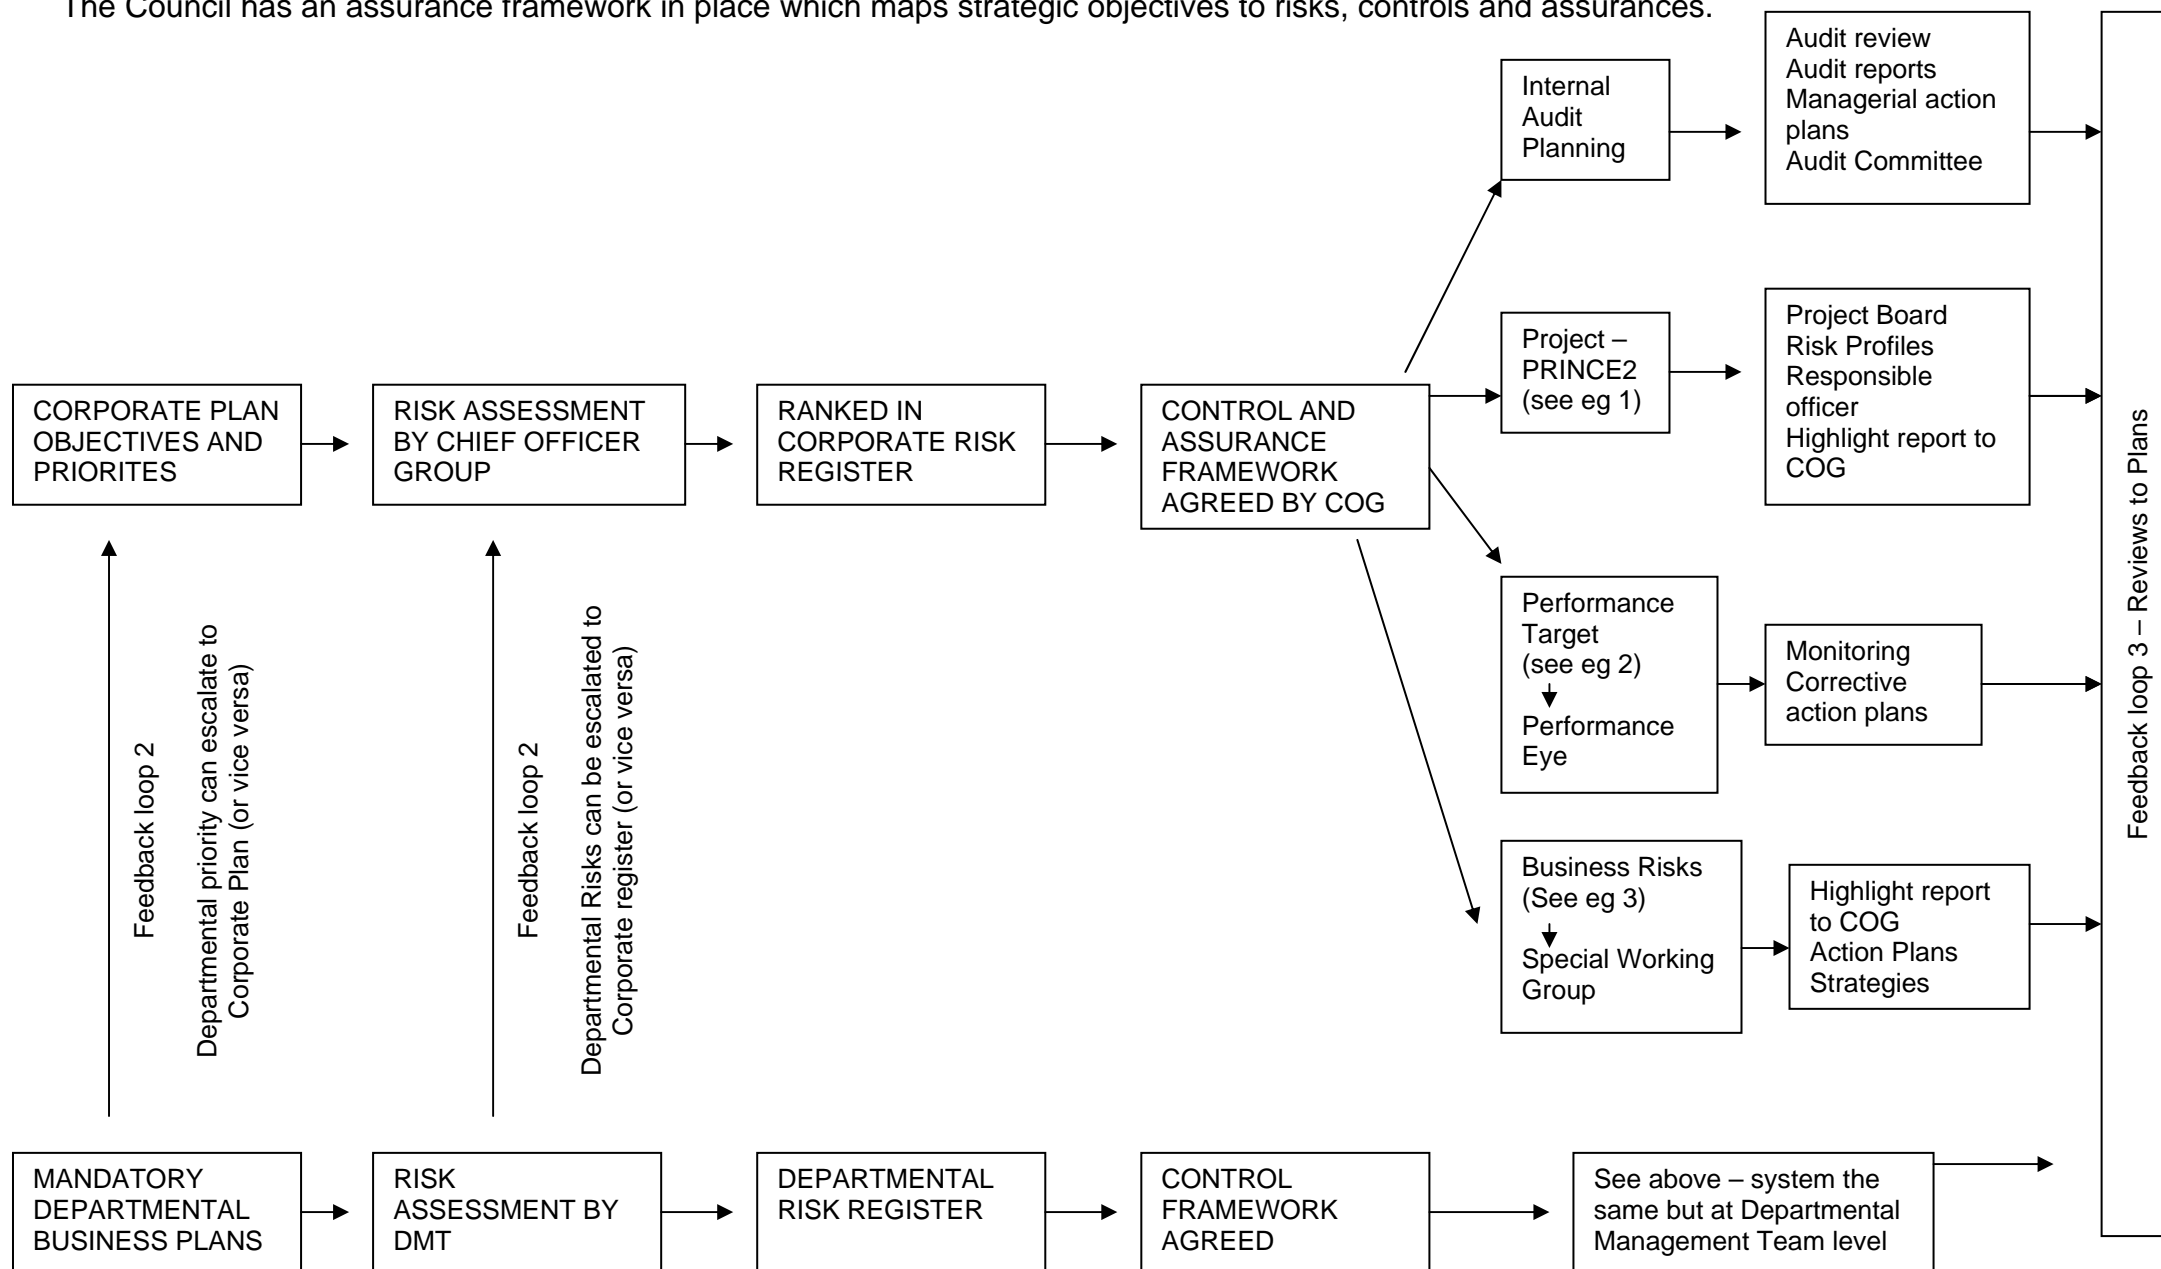 The Council has an assurance framework in place which maps strategic objectives to risks, controls and assurances.
Internal
Audit
Planning
Audit review
Audit reports
Managerial action
plans
Audit Committee
Project –
PRINCE2
(see eg 1)
Project Board
Risk Profiles
Responsible
officer
Highlight report to
COG
CORPORATE PLAN
OBJECTIVES AND
PRIORITES
RISK ASSESSMENT
BY CHIEF OFFICER
GROUP
RANKED IN
CORPORATE RISK
REGISTER
CONTROL AND
ASSURANCE
FRAMEWORK
AGREED BY COG
Performance
Target
(see eg 2)
Performance
Eye
Monitoring
Corrective
action plans
Business Risks
(See eg 3)
Special Working
Group
Highlight report
to COG
Action Plans
Strategies
Feedback loop 3 – Reviews to Plans
Feedback loop 2
Departmental priority can escalate to
Corporate Plan (or vice versa)
Feedback loop 2
Departmental Risks can be escalated to
Corporate register (or vice versa)
MANDATORY
DEPARTMENTAL
BUSINESS PLANS
RISK
ASSESSMENT BY
DMT
DEPARTMENTAL
RISK REGISTER
CONTROL
FRAMEWORK
AGREED
See above – system the
same but at Departmental
Management Team level